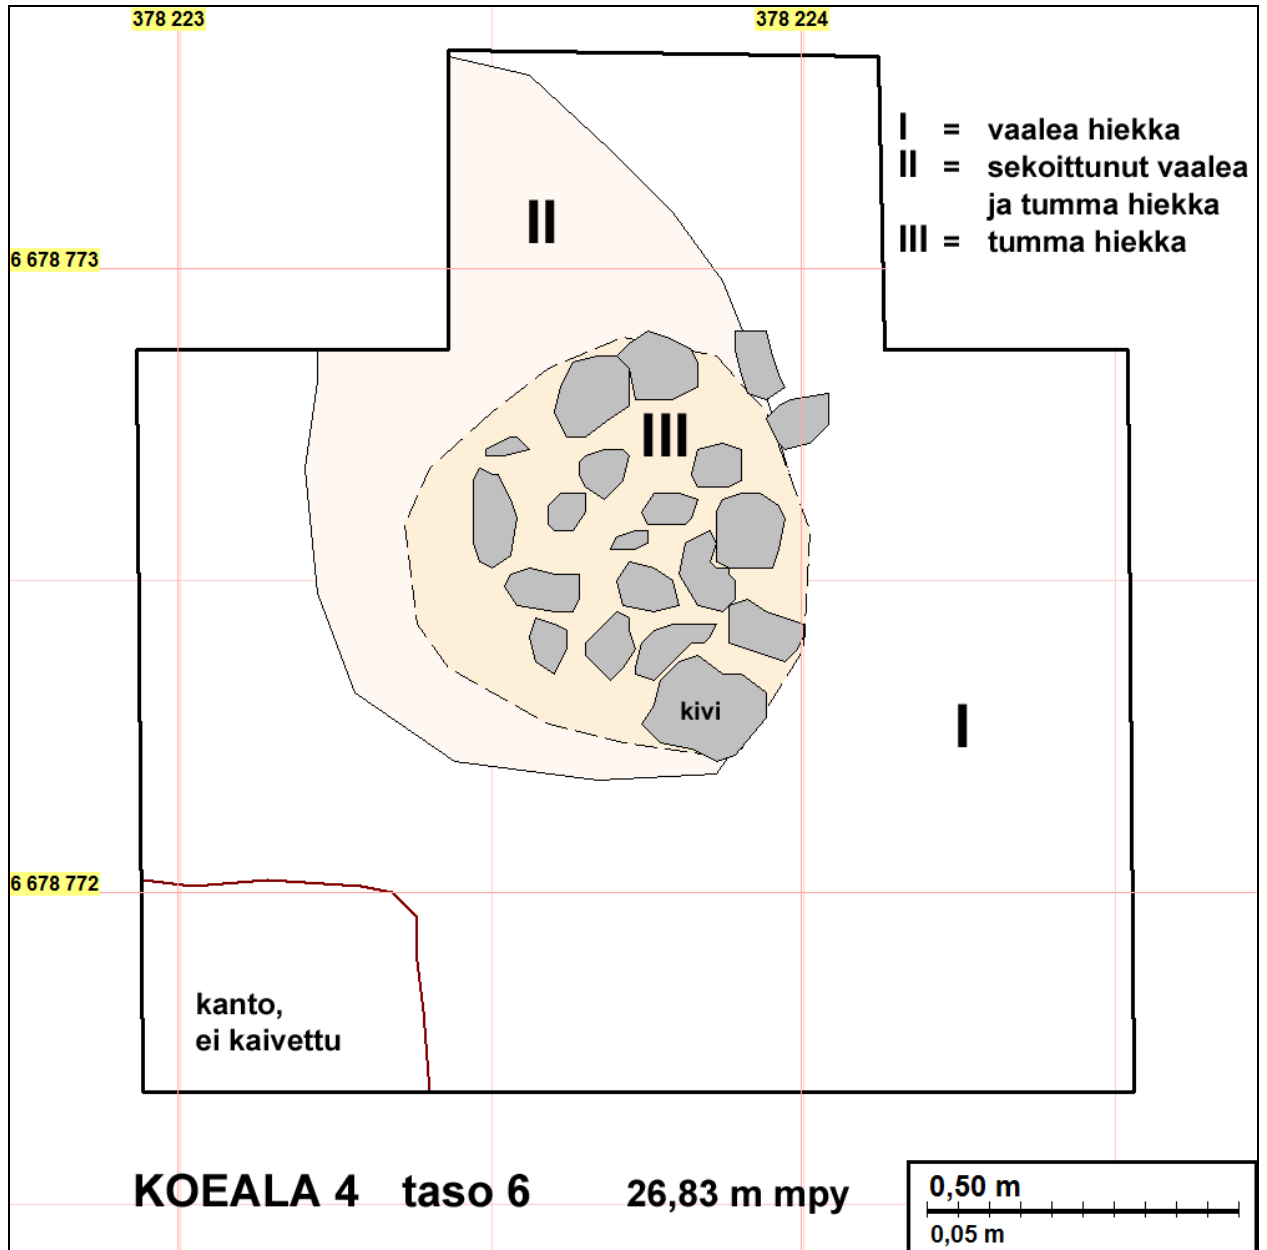 378 223
378 224
I = vaalea hiekka
II = sekoittunut vaalea
ja tumma hiekka
III = tumma hiekka
II
6 678 773
III
kivi
I
6 678 772
kanto,
ei kaivettu
KOEALA 4 taso 6 26,83 m mpy
0,50 m
0,05 m